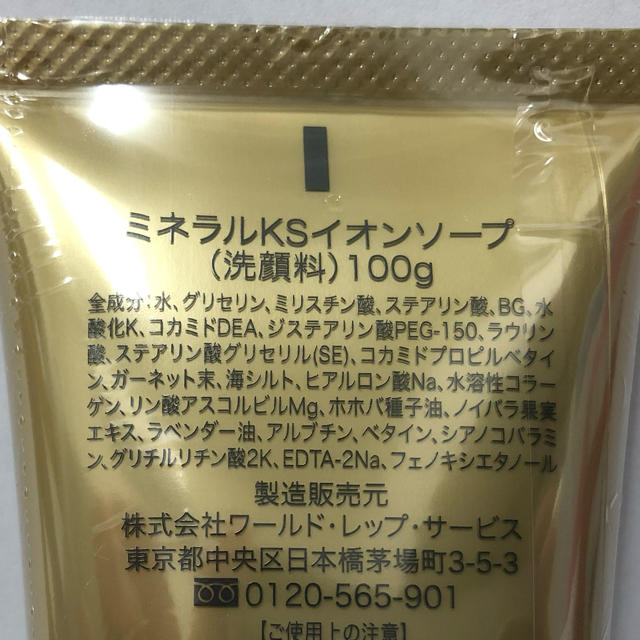 ミネラルKSイオンソープ
(洗顔料)100g
全成分:水、グリセリン、ミリスチン酸、ステアリン酸、BG、水
酸化K、コカミドDEA、ジステアリン酸PEG-150、ラウリン
酸、ステアリン酸グリセリル(SE)、コカミドプロピルベタイ
ン、ガーネット末、海シルト、ヒアルロン酸Na、水溶性コラー
ゲン、リン酸アスコルビルMg、ホホバ種子油、ノイバラ果実
エキス、ラベンダー油、アルブチン、ベタイン、シアノコバラミ
ン、グリチルリチン酸2K、EDTA-2Na、フェノキシエタノール
製造販売元
株式会社ワールド・レップ・サービス
東京都中央区日本橋茅場町3-5-3
0120-565-901
【ご使用上の注意】